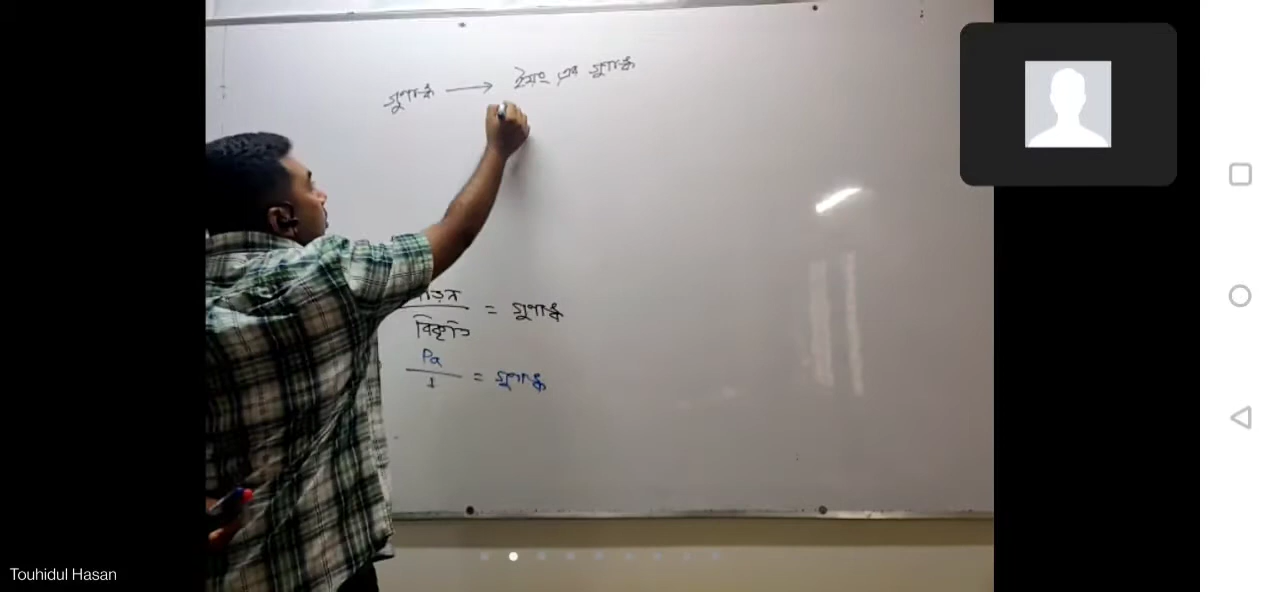 গুণাঙ্ক → ইয়ং এর গুণাঙ্ক
পীড়ন
বিকৃতি = গুণাঙ্ক
Pa
1 = গুণাঙ্ক
Touhidul Hasan